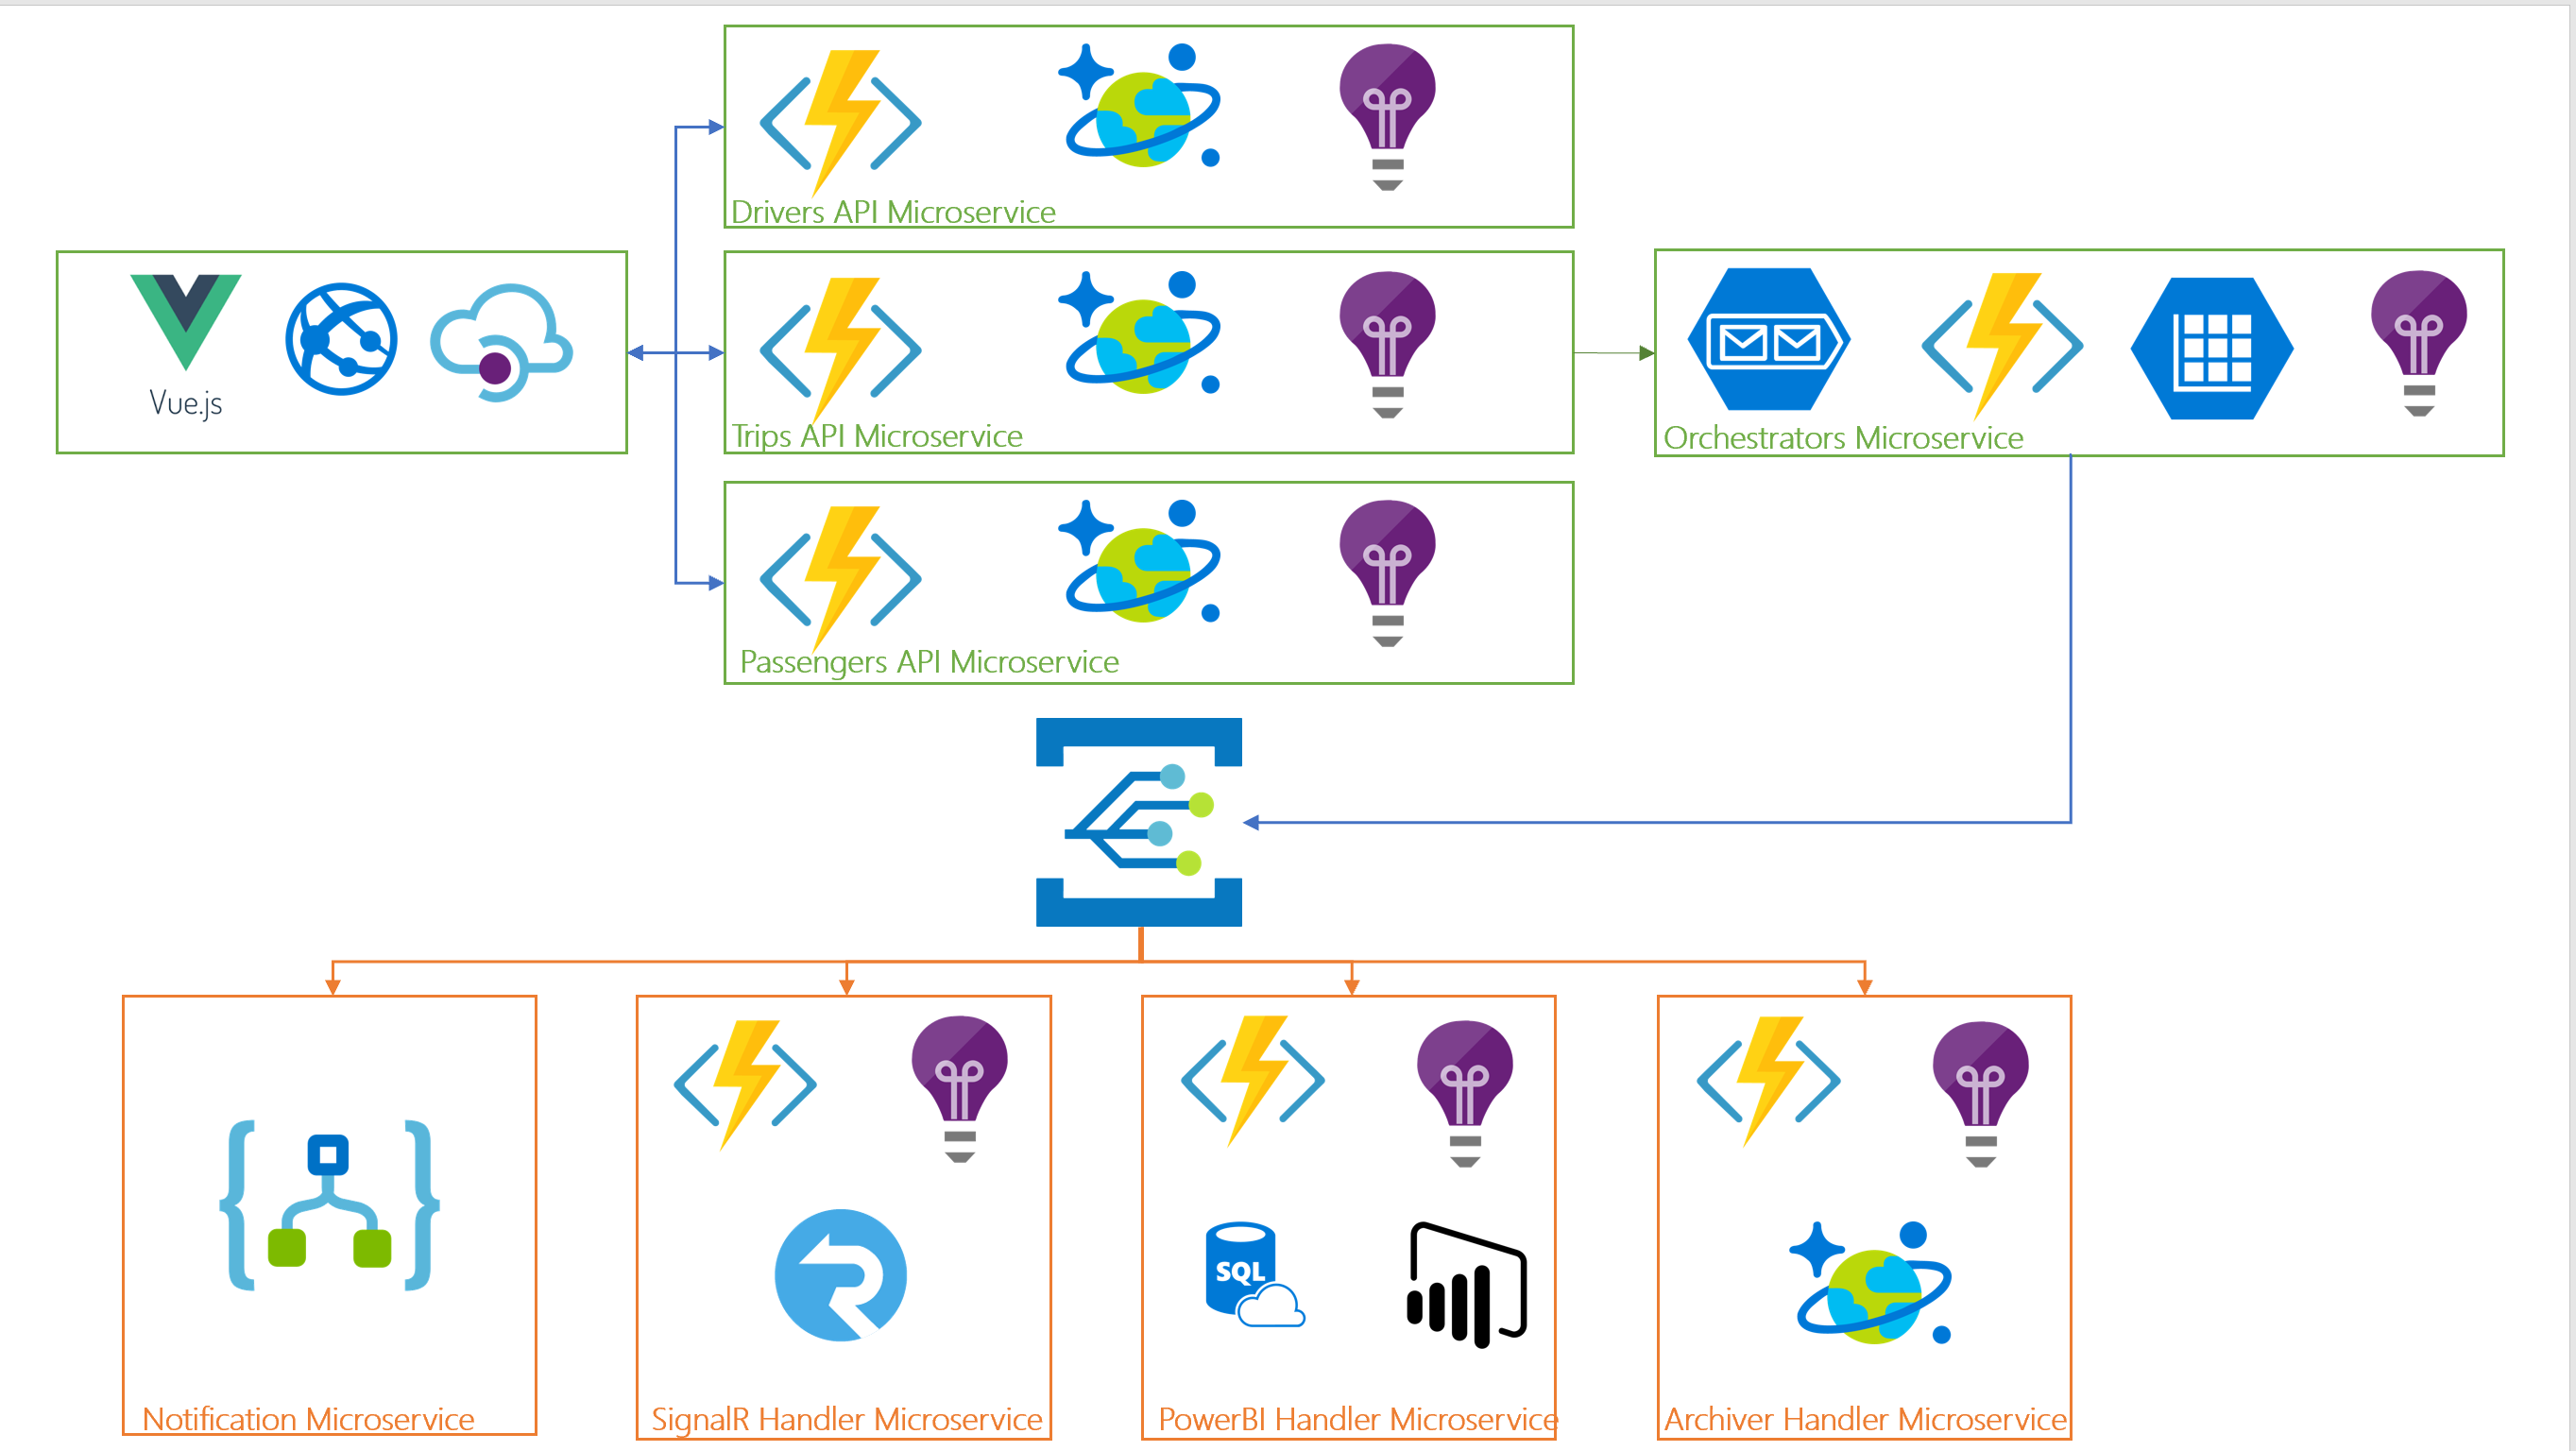 Drivers API Microservice
Vue.js
Trips API Microservice
Orchestrators Microservice
Passengers API Microservice
SQL
Notification Microservice
SignalR Handler Microservice
PowerBI Handler Microservice
Archiver Handler Microservice